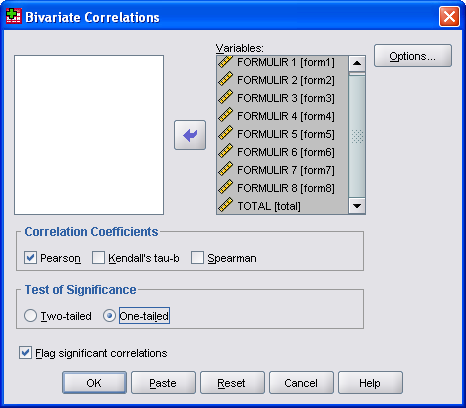 Bivariate Correlations
Variables:
FORMULIR 1 [form1]
FORMULIR 2 [form2]
FORMULIR 3 [form3]
FORMULIR 4 [form4]
FORMULIR 5 [form5]
FORMULIR 6 [form6]
FORMULIR 7 [form7]
FORMULIR 8 [form8]
TOTAL [total]
Options...
Correlation Coefficients
Pearson Kendall's tau-b Spearman
Test of Significance
Two-tailed One-tailed
Flag significant correlations
OK Paste Reset Cancel Help